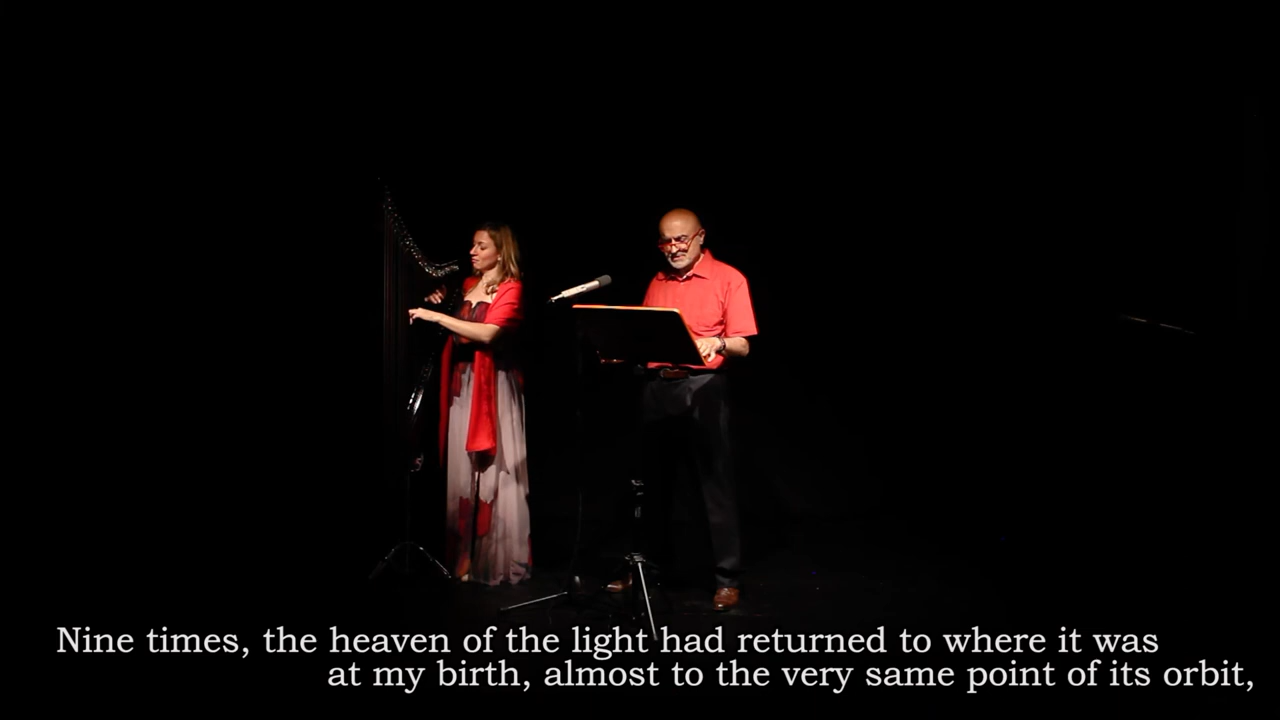 Nine times, the heaven of the light had returned to where it was
at my birth, almost to the very same point of its orbit,